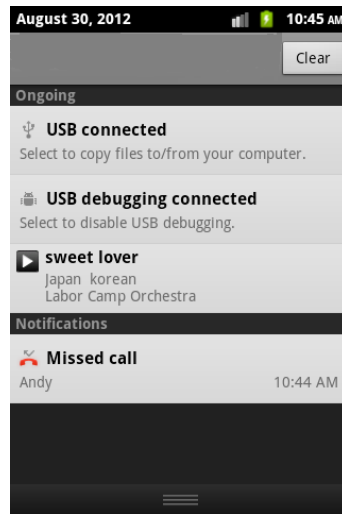 August 30, 2012 10:45 AM
Clear
Ongoing
USB connected
Select to copy files to/from your computer.
USB debugging connected
Select to disable USB debugging.
sweet lover
Japan korean
Labor Camp Orchestra
Notifications
Missed call
Andy 10:44 AM